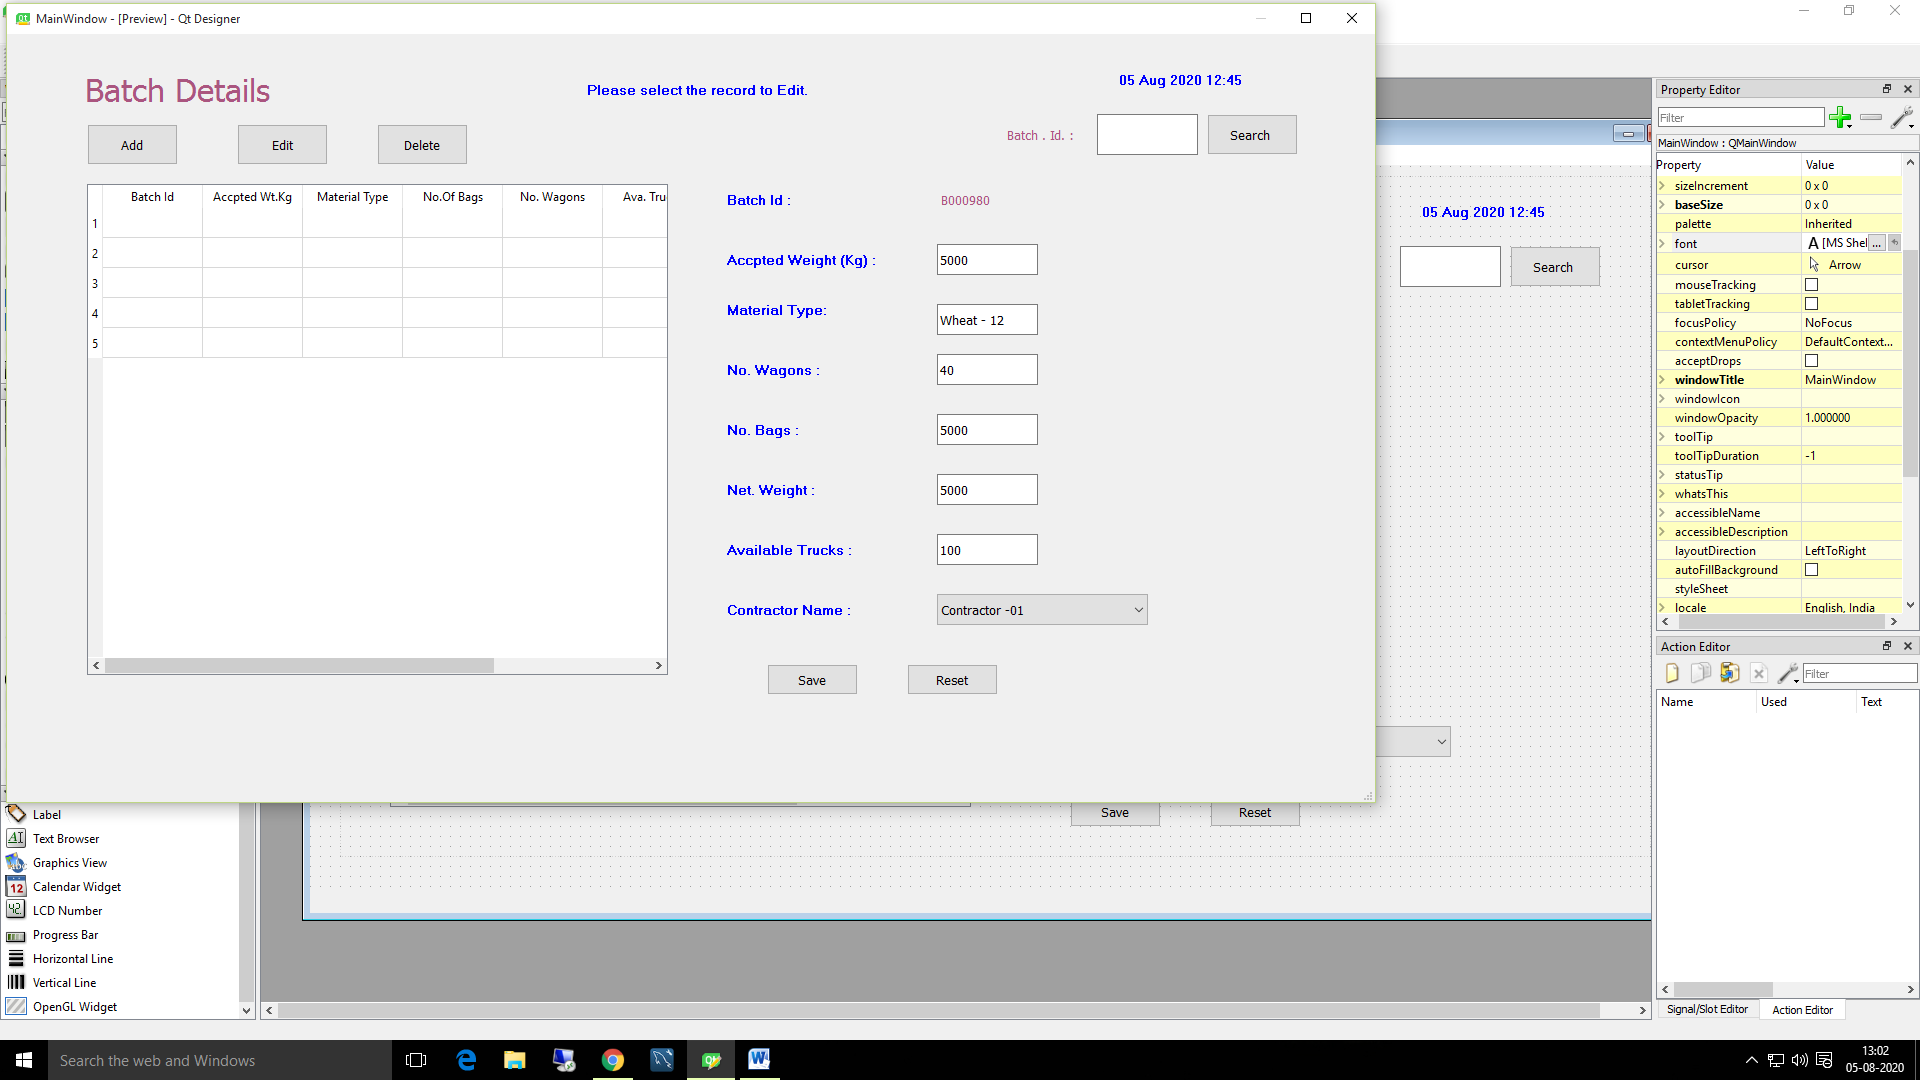 MainWindow - [Preview] - Qt Designer
Batch Details
Please select the record to Edit.
05 Aug 2020 12:45
Add
Edit
Delete
Batch . Id. :
Search
Batch Id
Accpted Wt.Kg
Material Type
No.Of Bags
No. Wagons
Ava. Tru
1
2
3
4
5
Batch Id :
B000980
Accpted Weight (Kg) :
5000
Material Type:
Wheat - 12
No. Wagons :
40
No. Bags :
5000
Net. Weight :
5000
Available Trucks :
100
Contractor Name :
Contractor -01
Save
Reset
05 Aug 2020 12:45
Search
Save
Reset
Label
Text Browser
Graphics View
Calendar Widget
LCD Number
Progress Bar
Horizontal Line
Vertical Line
OpenGL Widget
Property Editor
Filter
MainWindow : QMainWindow
Property Value
sizeIncrement 0 x 0
baseSize 0 x 0
palette Inherited
font A [MS Shel ...
cursor Arrow
mouseTracking
tabletTracking
focusPolicy NoFocus
contextMenuPolicy DefaultContext...
acceptDrops
windowTitle MainWindow
windowIcon
windowOpacity 1.000000
toolTip
toolTipDuration -1
statusTip
whatsThis
accessibleName
accessibleDescription
layoutDirection LeftToRight
autoFillBackground
styleSheet
locale English, India
Action Editor
Filter
Name Used Text
Signal/Slot Editor
Action Editor
Search the web and Windows
13:02
05-08-2020